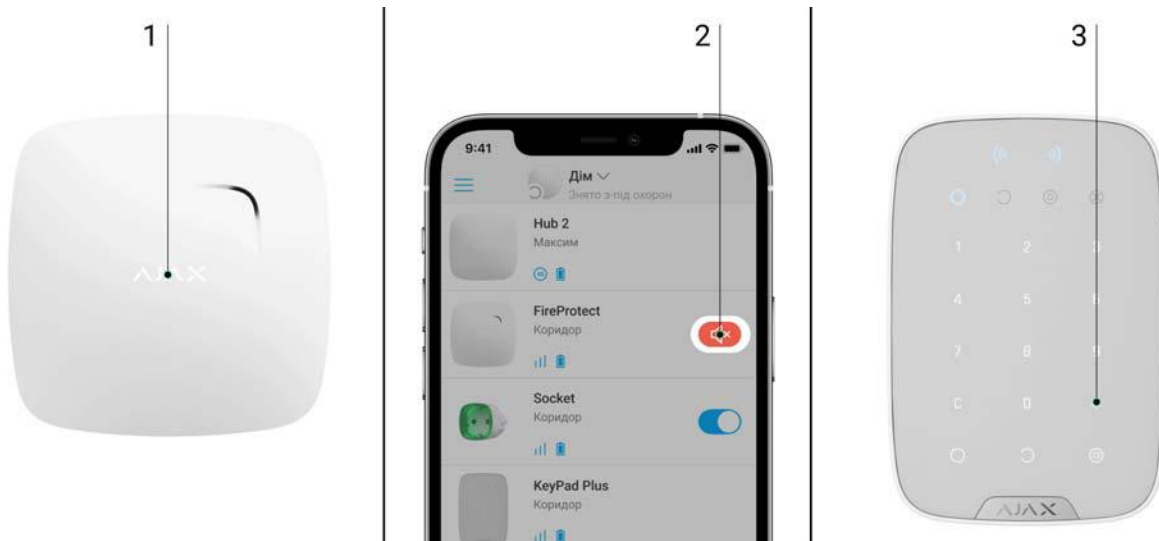 1
AJAX
2
9:41
Дім
Знято з-під охорон
Hub 2
Максим
FireProtect
Коридор
Socket
Коридор
KeyPad Plus
Коридор
3
1 2 3
4 5 6
7 8 9
C 0
AJAX